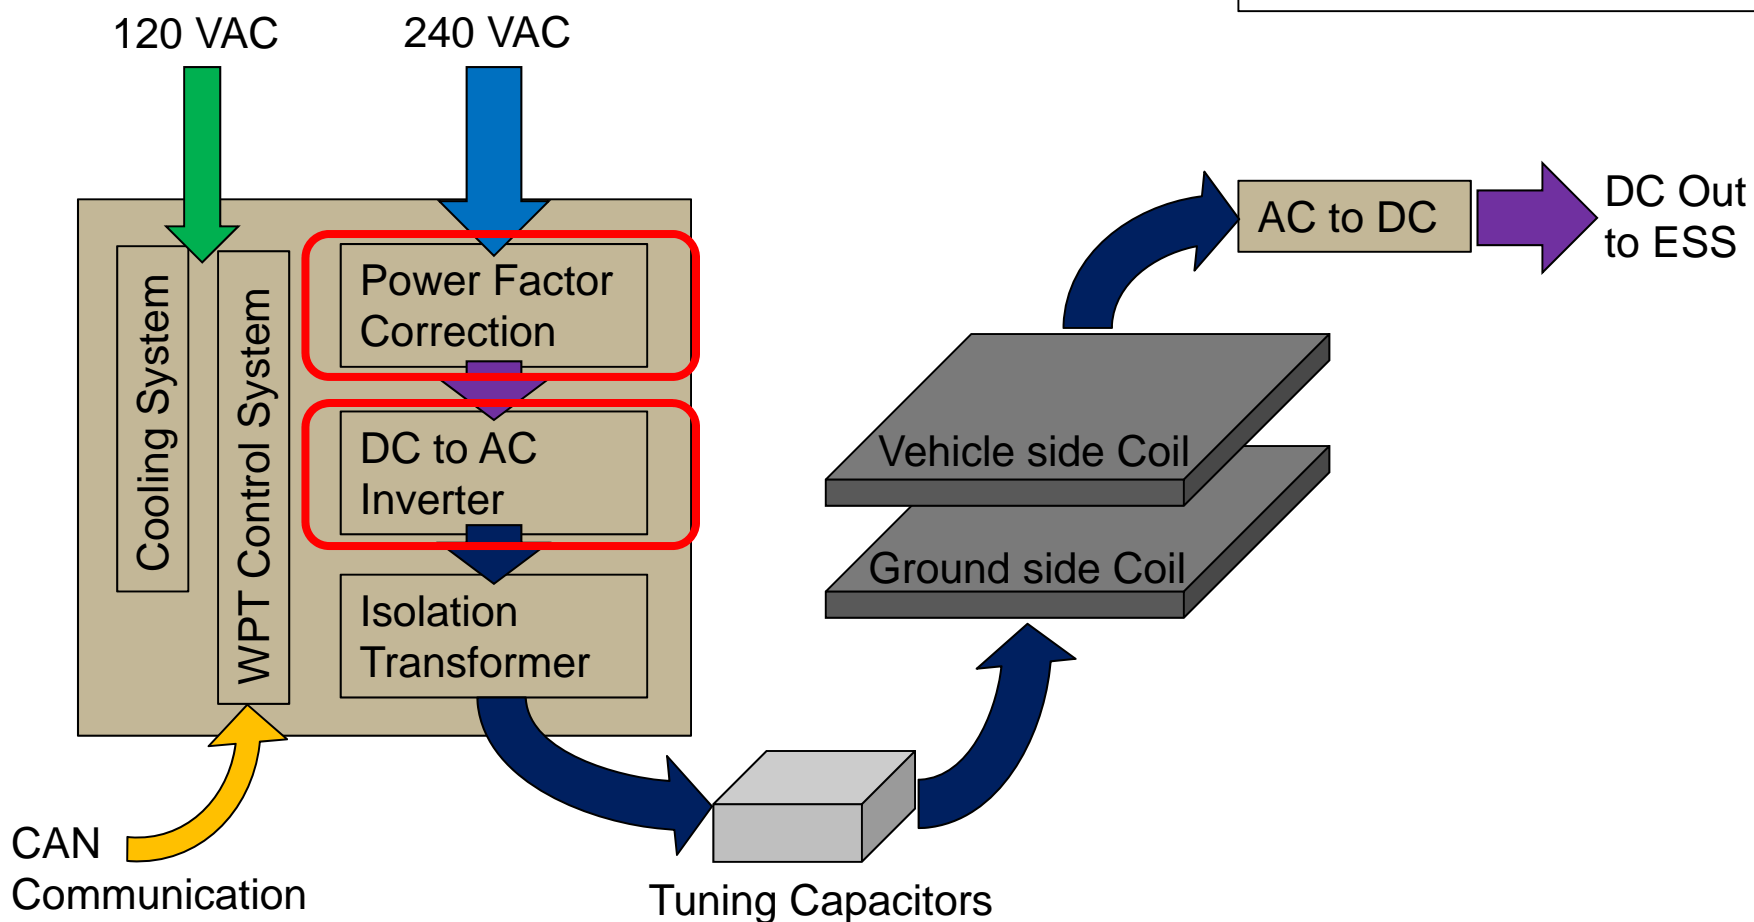 120 VAC
240 VAC
Cooling System
WPT Control System
Power Factor
Correction
DC to AC
Inverter
Isolation
Transformer
CAN
Communication
Tuning Capacitors
Vehicle side Coil
Ground side Coil
AC to DC
DC Out
to ESS